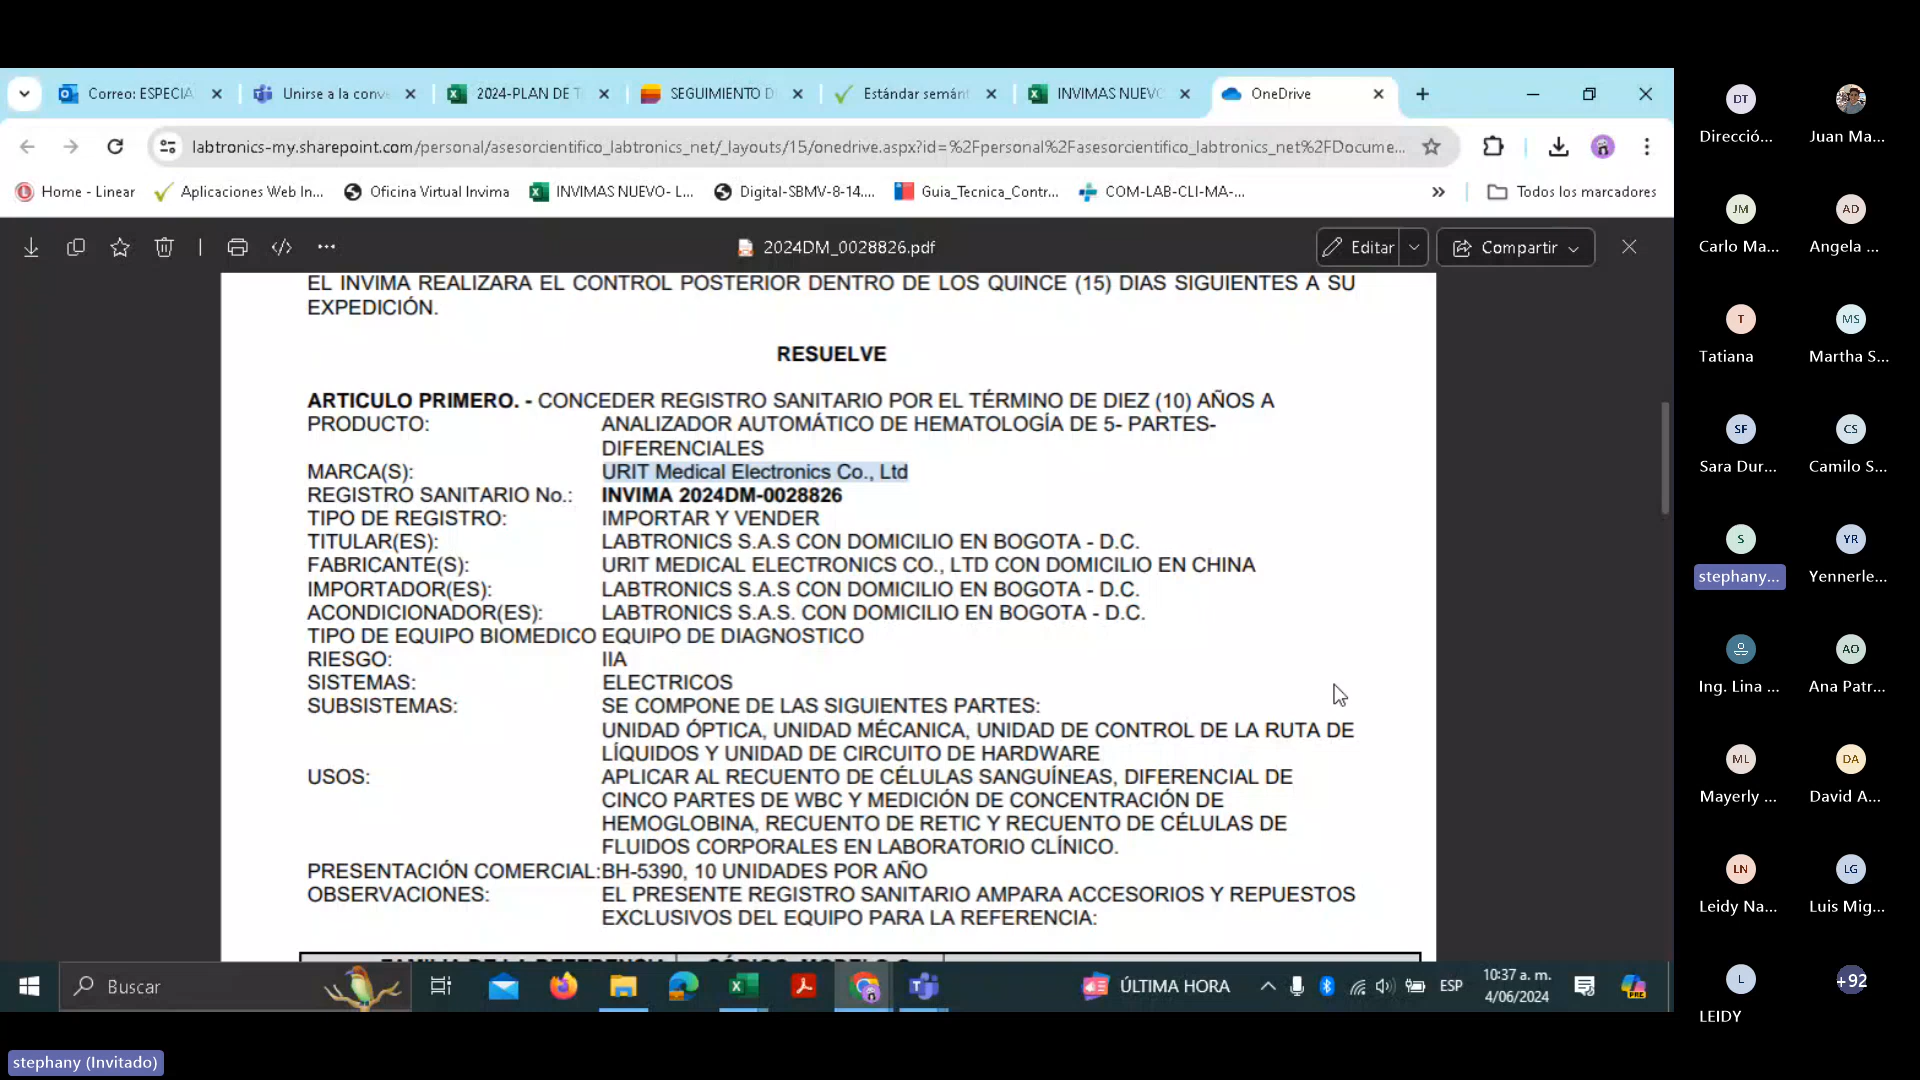 Correo: ESPECIA
Unirse a la conv
2024-PLAN DE T
SEGUIMIENTO D
Estándar semánt
INVIMAS NUEVO
OneDrive
labtronics-my.sharepoint.com/personal/asesorcientifico_labtronics_net/_layouts/15/onedrive.aspx?id=%2Fpersonal%2Fasesorcientifico_labtronics_net%2FDocume...
Home - Linear
Aplicaciones Web In...
Oficina Virtual Invima
INVIMAS NUEVO- L...
Digital-SBMV-8-14....
Guia_Tecnica_Contr...
COM-LAB-CLI-MA-...
»
Todos los marcadores
2024DM_0028826.pdf
Editar
Compartir
EL INVIMA REALIZARA EL CONTROL POSTERIOR DENTRO DE LOS QUINCE (15) DIAS SIGUIENTES A SU
EXPEDICIÓN.
RESUELVE
ARTICULO PRIMERO. - CONCEDER REGISTRO SANITARIO POR EL TÉRMINO DE DIEZ (10) AÑOS A
PRODUCTO: ANALIZADOR AUTOMÁTICO DE HEMATOLOGÍA DE 5- PARTES-
DIFERENCIALES
MARCA(S): URIT Medical Electronics Co., Ltd
REGISTRO SANITARIO No.: INVIMA 2024DM-0028826
TIPO DE REGISTRO: IMPORTAR Y VENDER
TITULAR(ES): LABTRONICS S.A.S CON DOMICILIO EN BOGOTA - D.C.
FABRICANTE(S): URIT MEDICAL ELECTRONICS CO., LTD CON DOMICILIO EN CHINA
IMPORTADOR(ES): LABTRONICS S.A.S CON DOMICILIO EN BOGOTA - D.C.
ACONDICIONADOR(ES): LABTRONICS S.A.S. CON DOMICILIO EN BOGOTA - D.C.
TIPO DE EQUIPO BIOMEDICO EQUIPO DE DIAGNOSTICO
RIESGO: IIA
SISTEMAS: ELECTRICOS
SUBSISTEMAS: SE COMPONE DE LAS SIGUIENTES PARTES:
UNIDAD ÓPTICA, UNIDAD MÉCANICA, UNIDAD DE CONTROL DE LA RUTA DE
LÍQUIDOS Y UNIDAD DE CIRCUITO DE HARDWARE
USOS: APLICAR AL RECUENTO DE CÉLULAS SANGUÍNEAS, DIFERENCIAL DE
CINCO PARTES DE WBC Y MEDICIÓN DE CONCENTRACIÓN DE
HEMOGLOBINA, RECUENTO DE RETIC Y RECUENTO DE CÉLULAS DE
FLUIDOS CORPORALES EN LABORATORIO CLÍNICO.
PRESENTACIÓN COMERCIAL: BH-5390, 10 UNIDADES POR AÑO
OBSERVACIONES: EL PRESENTE REGISTRO SANITARIO AMPARA ACCESORIOS Y REPUESTOS
EXCLUSIVOS DEL EQUIPO PARA LA REFERENCIA:
Buscar
ÚLTIMA HORA
ESP
10:37 a. m.
4/06/2024
PRE
DT
Direcció...
Juan Ma...
JM
Carlo Ma...
AD
Angela ...
T
Tatiana
MS
Martha S...
SF
Sara Dur...
CS
Camilo S...
S
stephany...
YR
Yennerle...
Ing. Lina ...
AO
Ana Patr...
ML
Mayerly ...
DA
David A...
LN
Leidy Na...
LG
Luis Mig...
L
LEIDY
+92
stephany (Invitado)